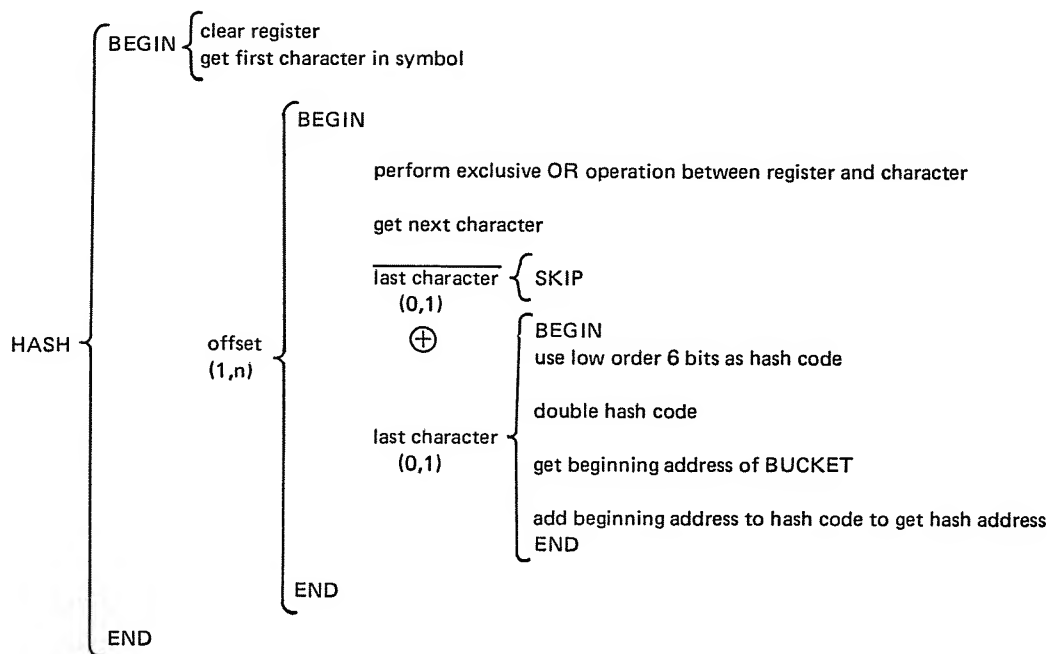 BEGIN
clear register
get first character in symbol
BEGIN
perform exclusive OR operation between register and character
get next character
last character
(0,1)
SKIP
HASH
offset
(1,n)
BEGIN
use low order 6 bits as hash code
double hash code
last character
(0,1)
get beginning address of BUCKET
add beginning address to hash code to get hash address
END
END
END